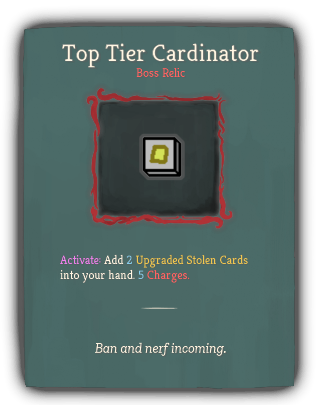 Top Tier Cardinator
Boss Relic
Activate: Add 2 Upgraded Stolen Cards
into your hand. 5 Charges.
Ban and nerf incoming.